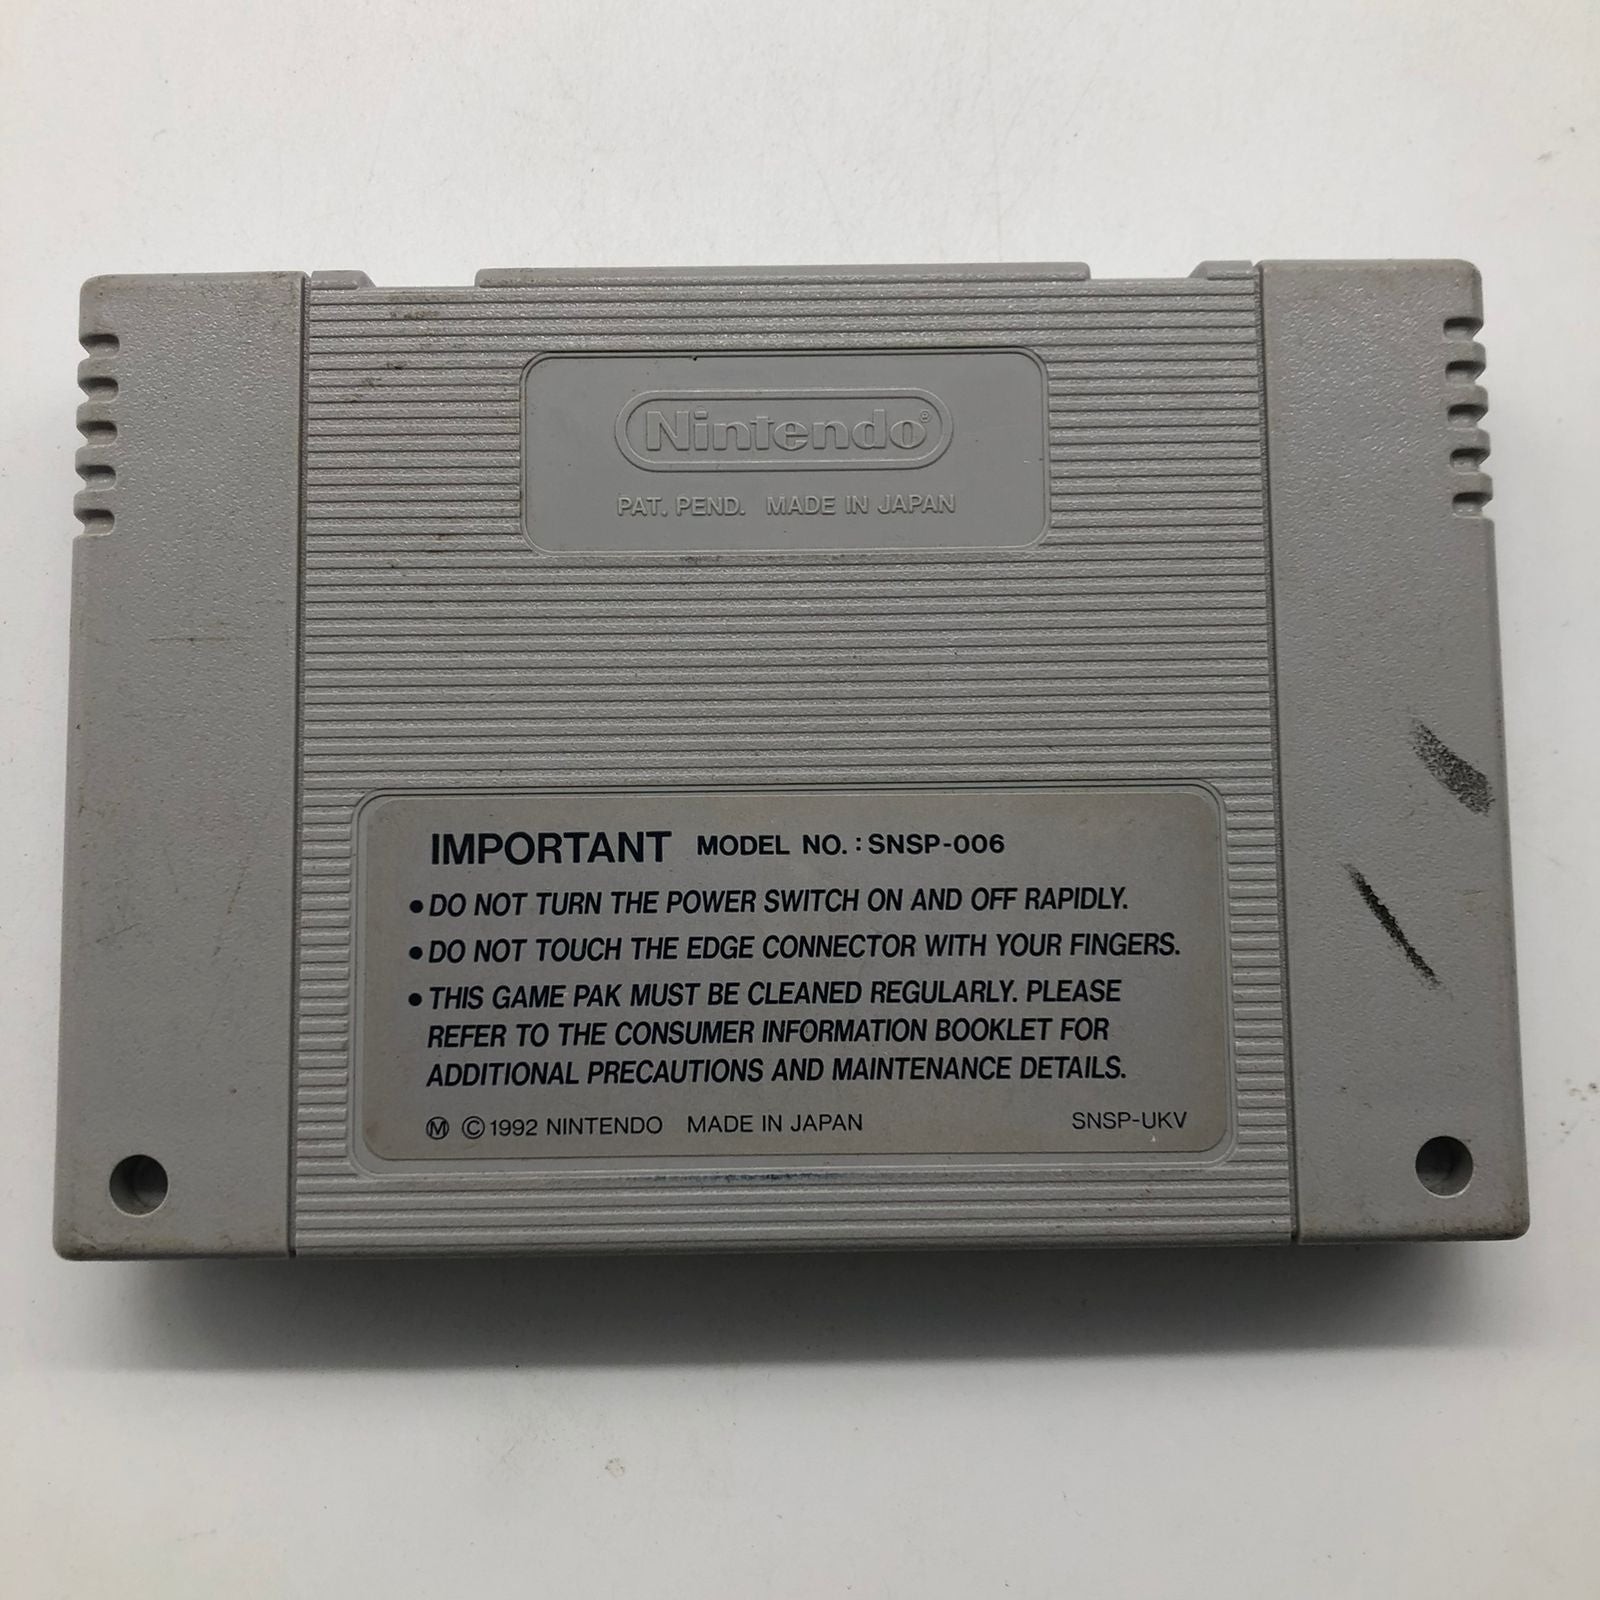 Nintendo®
PAT. PEND. MADE IN JAPAN
IMPORTANT MODEL NO.: SNSP-006
●DO NOT TURN THE POWER SWITCH ON AND OFF RAPIDLY.
●DO NOT TOUCH THE EDGE CONNECTOR WITH YOUR FINGERS.
●THIS GAME PAK MUST BE CLEANED REGULARLY. PLEASE
REFER TO THE CONSUMER INFORMATION BOOKLET FOR
ADDITIONAL PRECAUTIONS AND MAINTENANCE DETAILS.
Ⓜ ©1992 NINTENDO MADE IN JAPAN SNSP-UKV